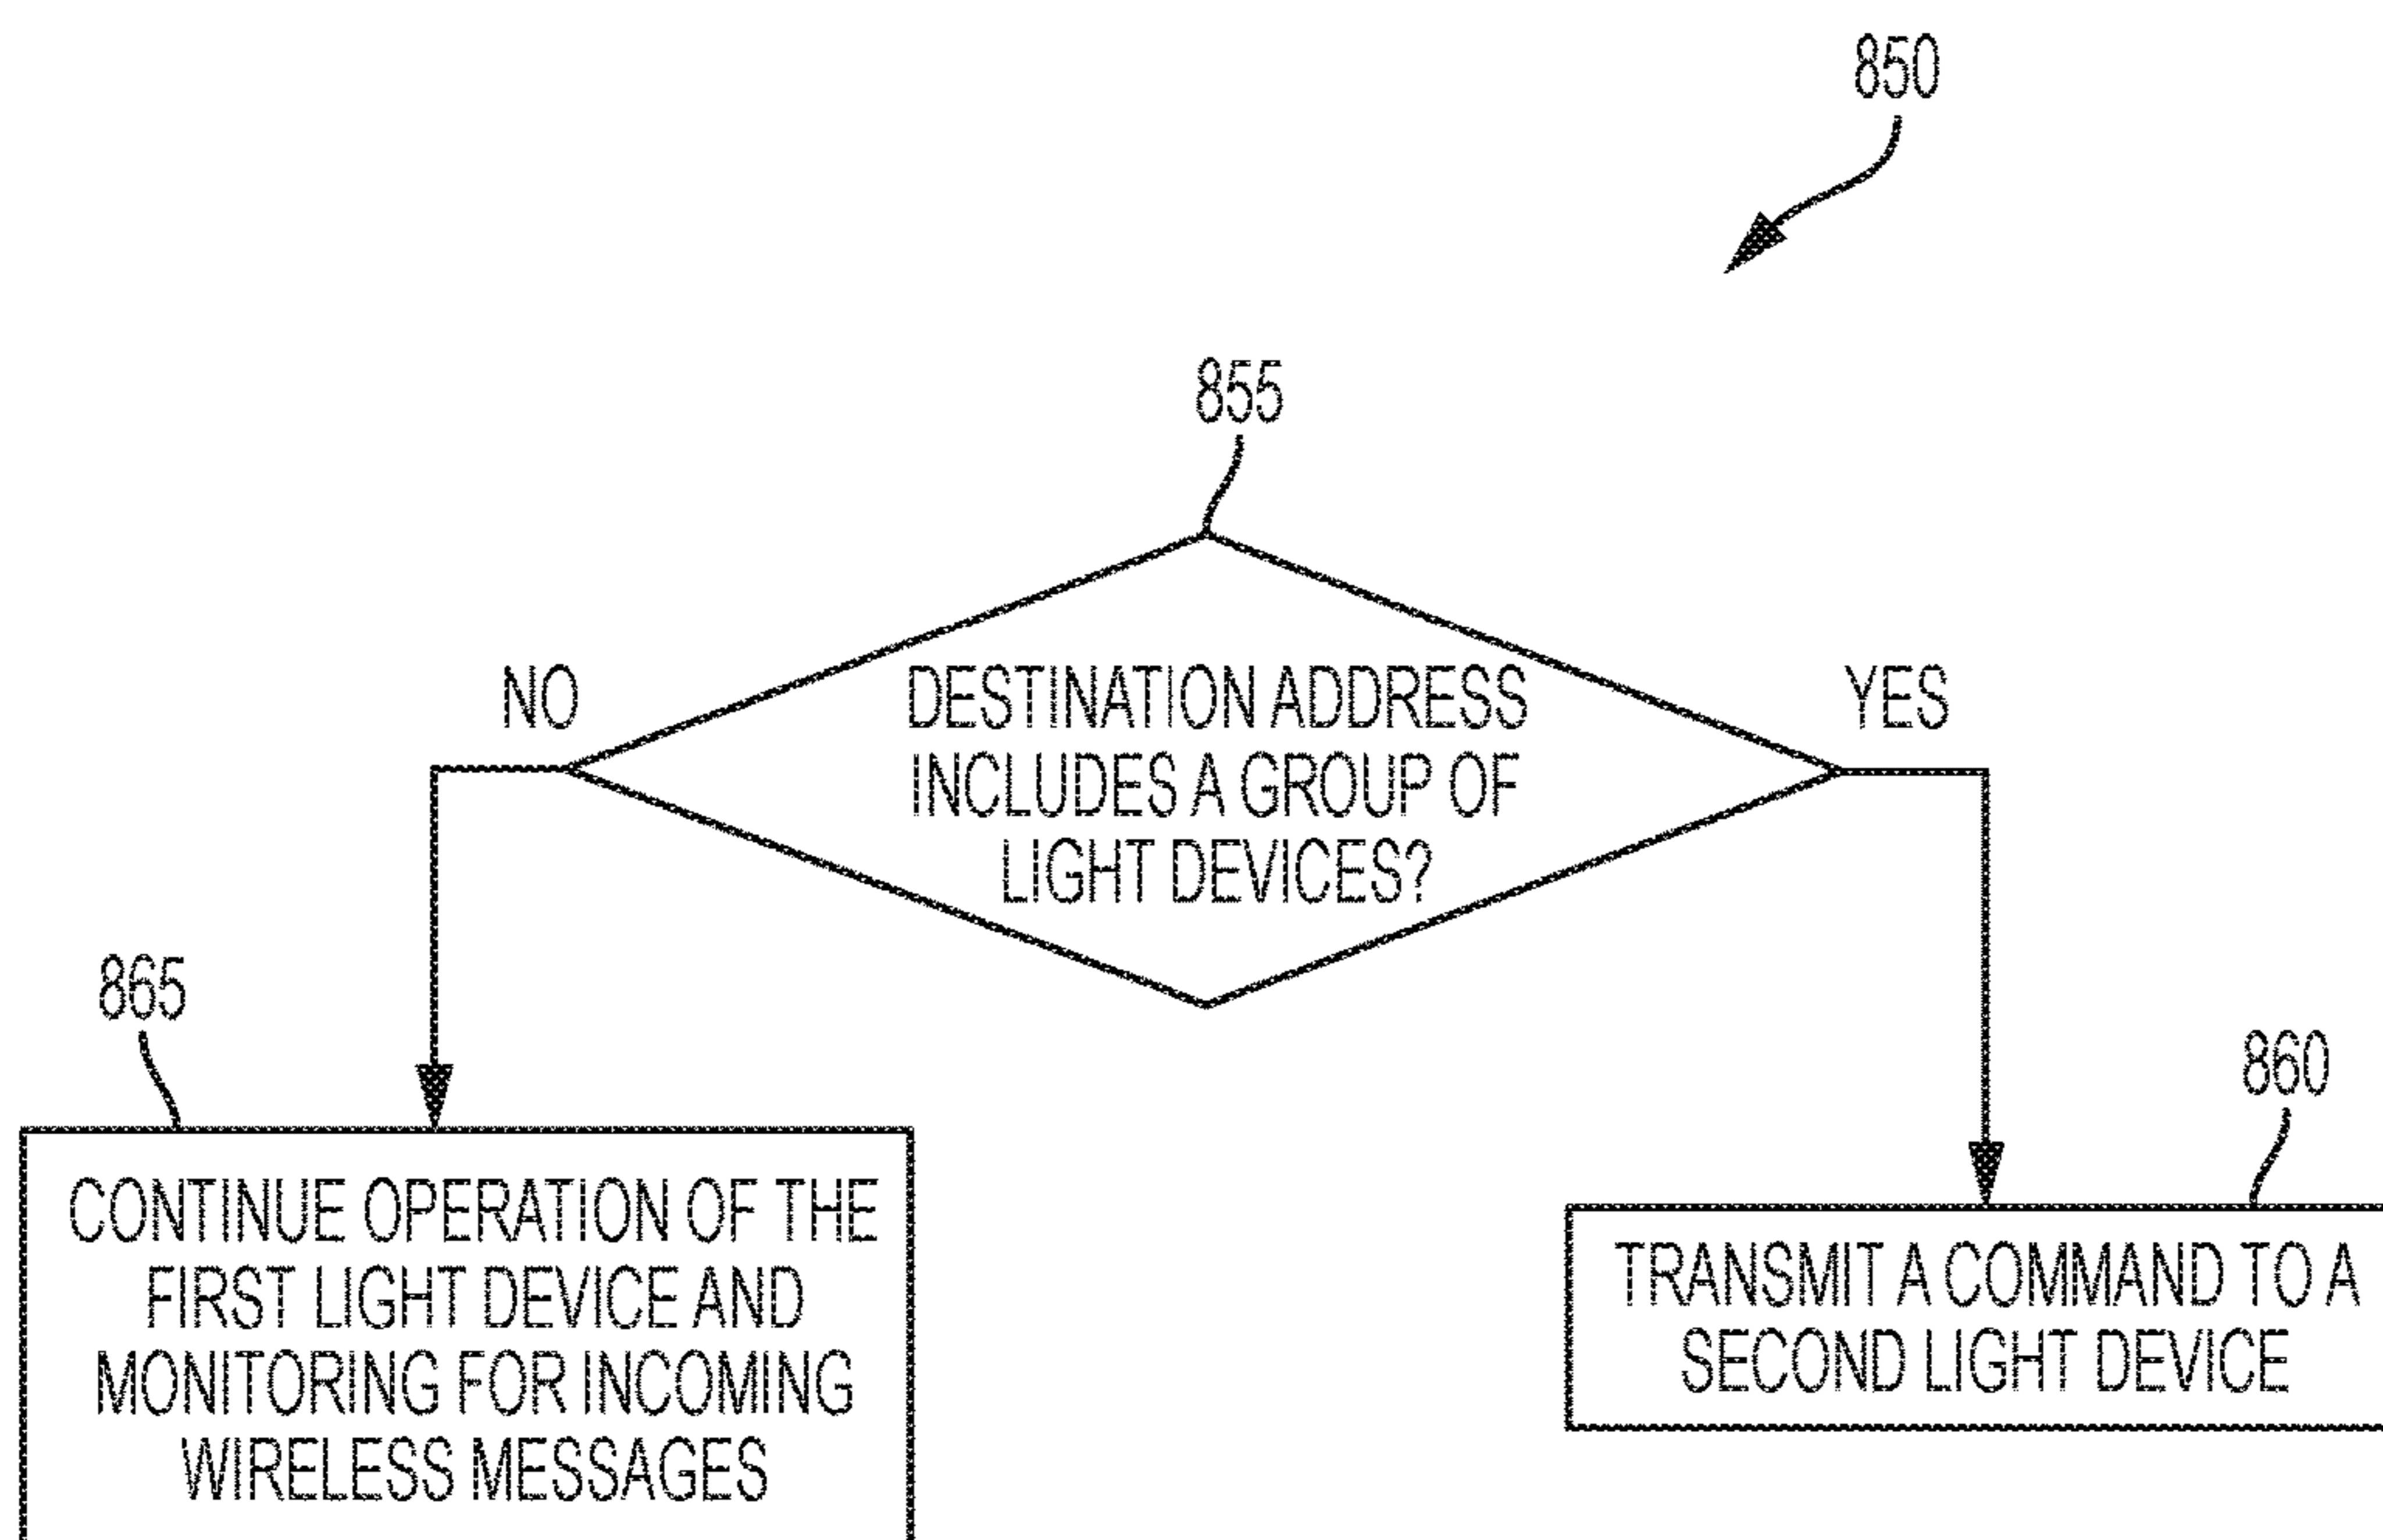 850
855
NO
DESTINATION ADDRESS
INCLUDES A GROUP OF
LIGHT DEVICES?
YES
865
CONTINUE OPERATION OF THE
FIRST LIGHT DEVICE AND
MONITORING FOR INCOMING
WIRELESS MESSAGES
860
TRANSMIT A COMMAND TO A
SECOND LIGHT DEVICE